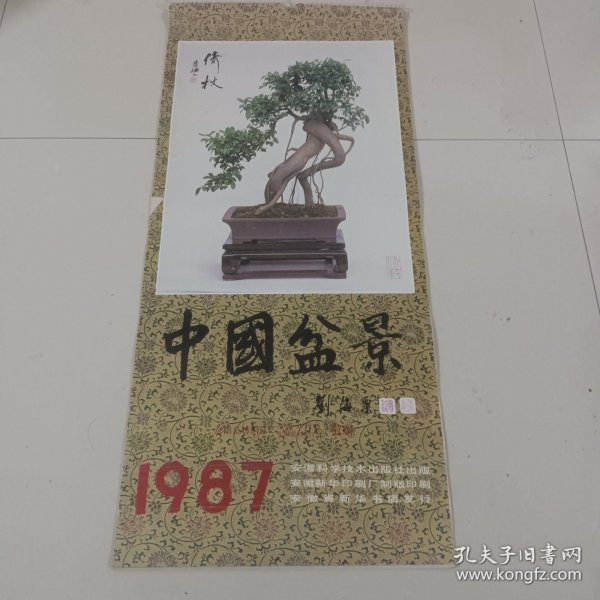 倚杖
中國盆景
劉海粟
1987
安徽科学技术出版社出版
安徽新华印刷厂制版印刷
安徽省新华书店发行
孔夫子旧书网
www.kongfz.com